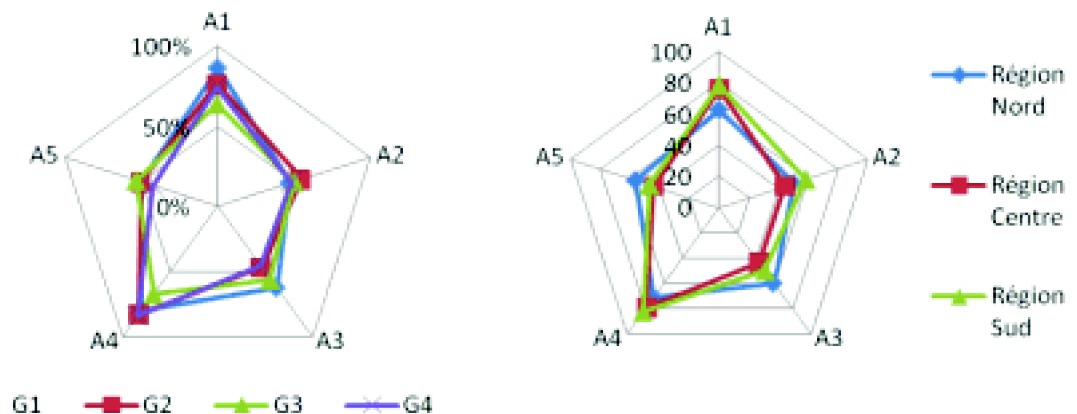 A1
100%
50%
0%
A5
A2
A4
A3
G1 G2 G3 G4
A1
100
80
60
40
20
0
A5
A2
A4
A3
Région
Nord
Région
Centre
Région
Sud